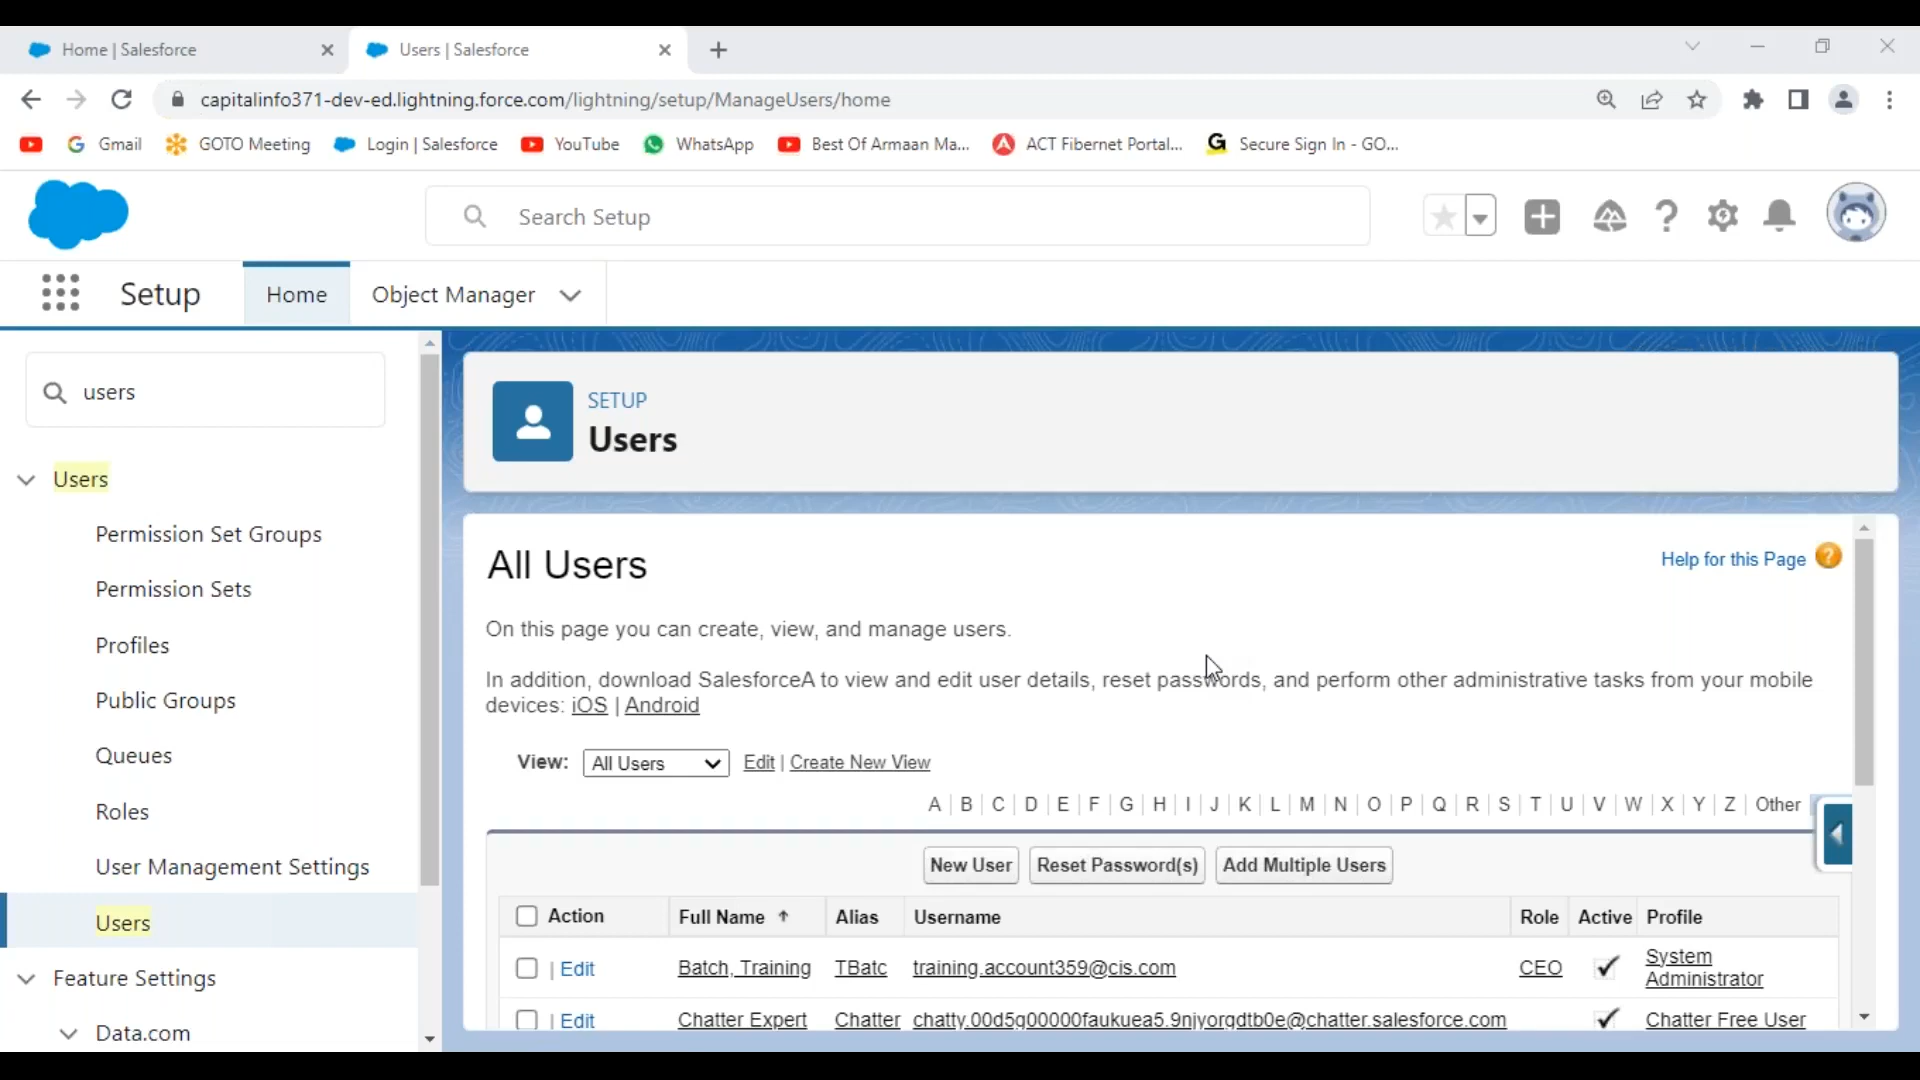 Home | Salesforce
Users | Salesforce
capitalinfo371-dev-ed.lightning.force.com/lightning/setup/ManageUsers/home
Gmail
GOTO Meeting
Login | Salesforce
YouTube
WhatsApp
Best Of Armaan Ma...
ACT Fibernet Portal...
Secure Sign In - GO...
Search Setup
Setup
Home
Object Manager
users
Users
Permission Set Groups
Permission Sets
Profiles
Public Groups
Queues
Roles
User Management Settings
Users
Feature Settings
Data.com
SETUP
Users
All Users
Help for this Page ?
On this page you can create, view, and manage users.
In addition, download SalesforceA to view and edit user details, reset passwords, and perform other administrative tasks from your mobile
devices: iOS | Android
View: All Users Edit | Create New View
A | B | C | D | E | F | G | H | I | J | K | L | M | N | O | P | Q | R | S | T | U | V | W | X | Y | Z | Other
New User Reset Password(s) Add Multiple Users
Action Full Name Alias Username Role Active Profile
| Edit Batch, Training TBatc training.account359@cis.com CEO System
Administrator
| Edit Chatter Expert Chatter chatty.00d5g00000faukuea5.9njyorgdtb0e@chatter.salesforce.com Chatter Free User